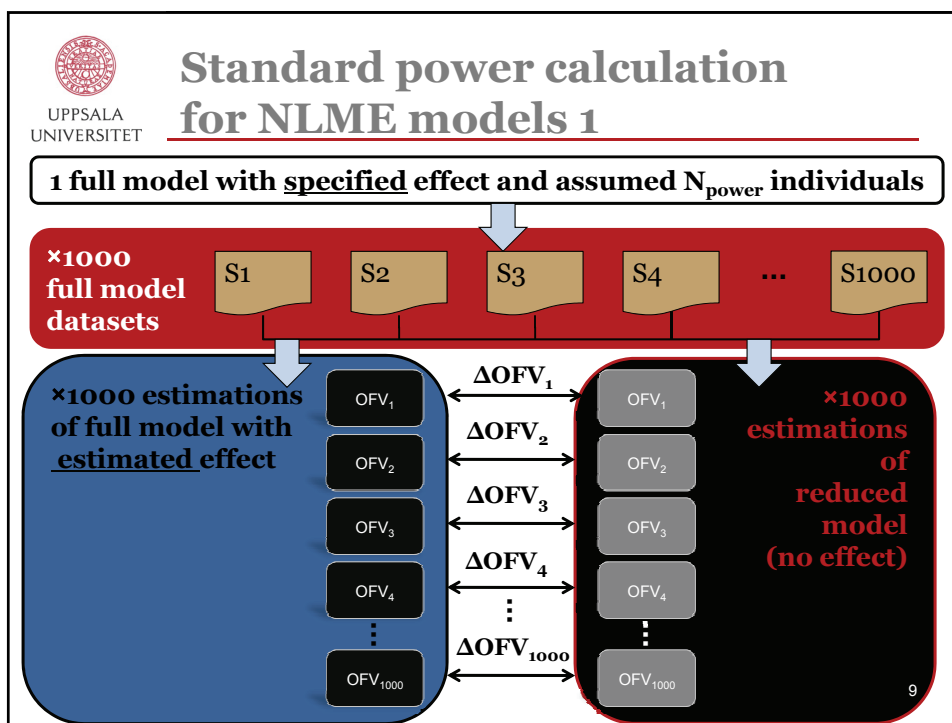 UPPSALA
UNIVERSITET
Standard power calculation
for NLME models 1
1 full model with specified effect and assumed N_power individuals
×1000
full model
datasets
S1
S2
S3
S4
...
S1000
×1000 estimations
of full model with
estimated effect
OFV₁
OFV₂
OFV₃
OFV₄
⋮
OFV₁₀₀₀
ΔOFV₁
ΔOFV₂
ΔOFV₃
ΔOFV₄
⋮
ΔOFV₁₀₀₀
OFV₁
OFV₂
OFV₃
OFV₄
⋮
OFV₁₀₀₀
×1000
estimations
of
reduced
model
(no effect)
9